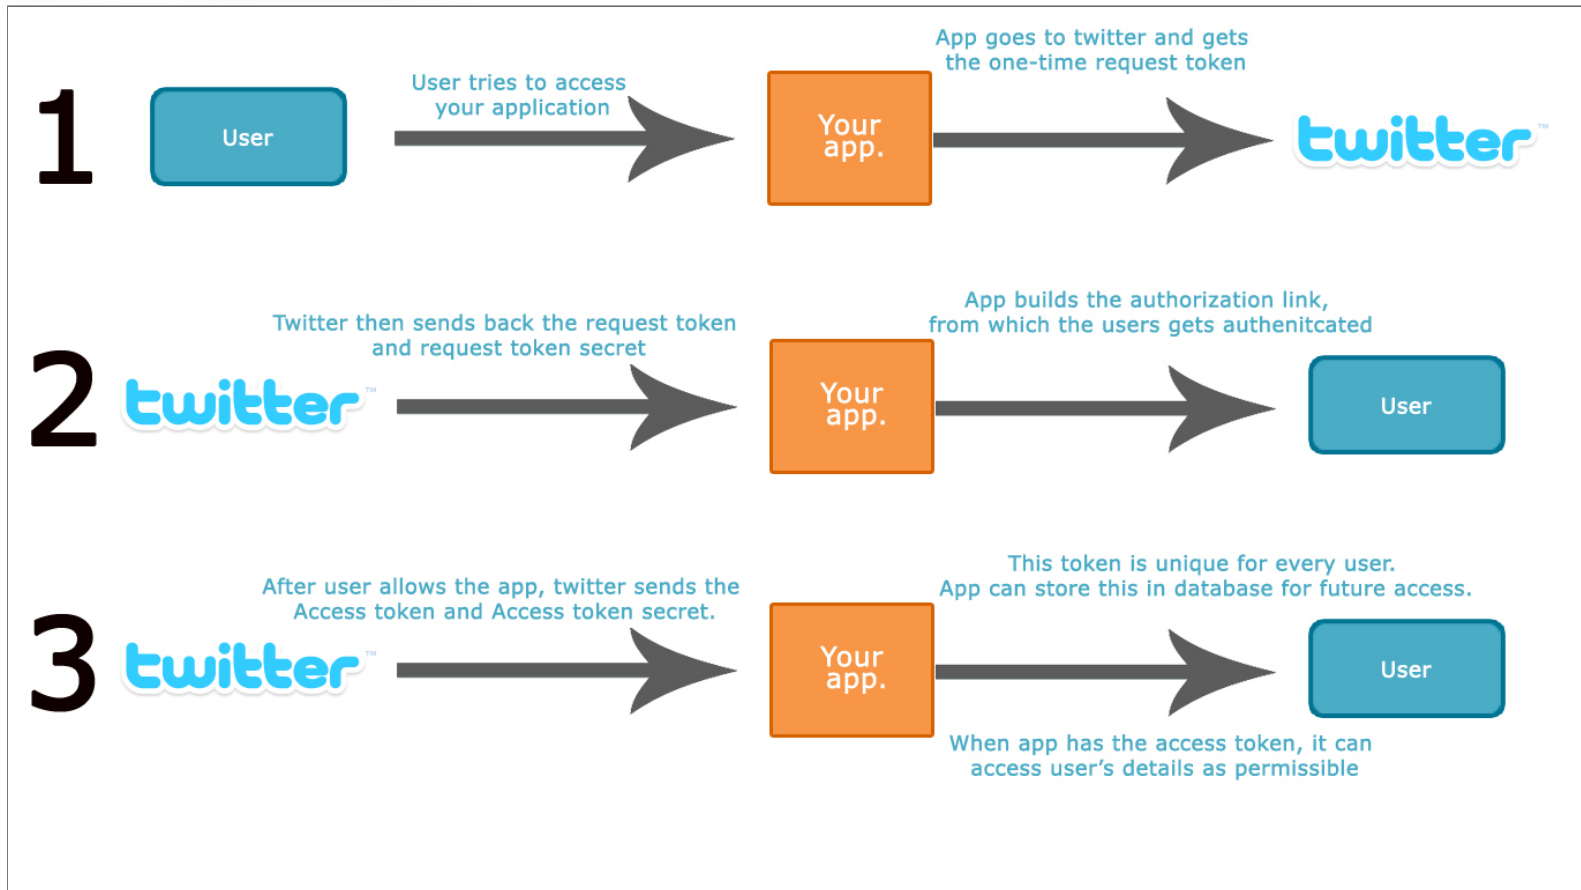 1
User
User tries to access
your application
Your
app.
App goes to twitter and gets
the one-time request token
twitter™
2
twitter™
Twitter then sends back the request token
and request token secret
Your
app.
App builds the authorization link,
from which the users gets authenitcated
User
3
twitter™
After user allows the app, twitter sends the
Access token and Access token secret.
Your
app.
This token is unique for every user.
App can store this in database for future access.
User
When app has the access token, it can
access user’s details as permissible